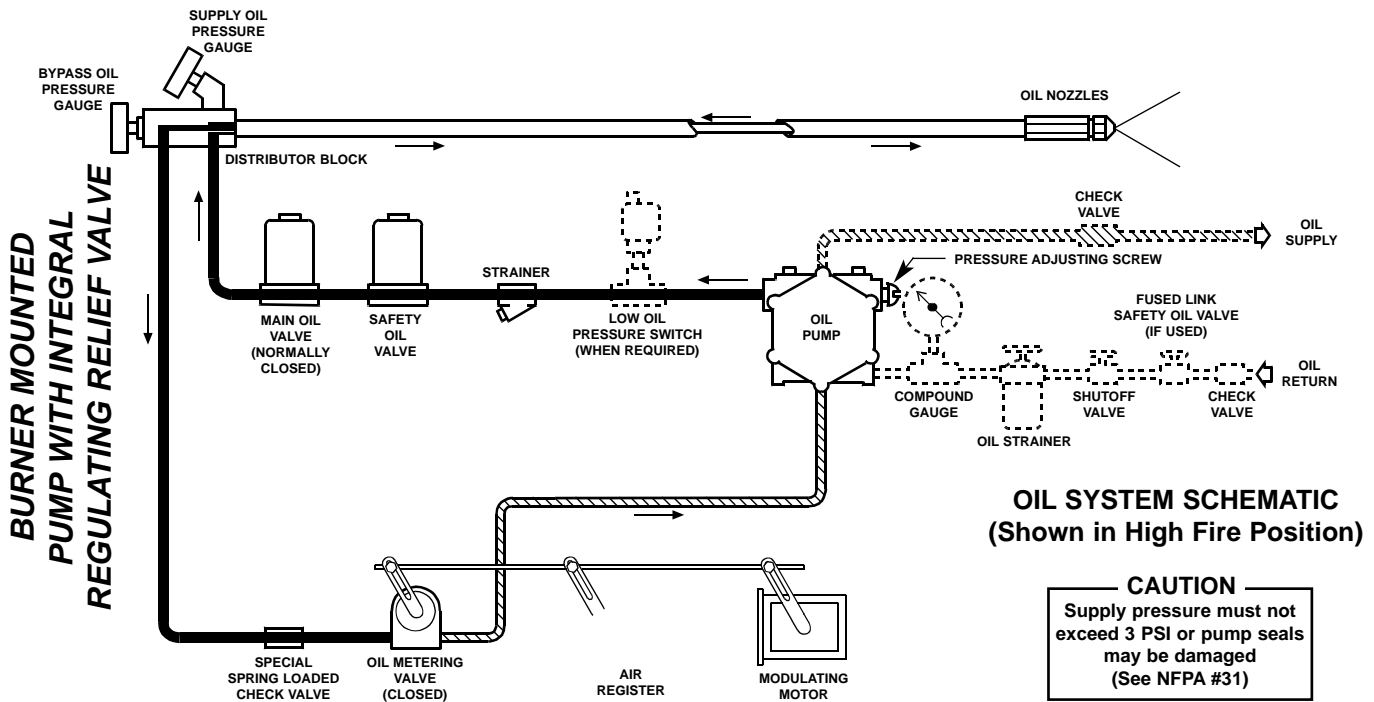 SUPPLY OIL
PRESSURE
GAUGE
BYPASS OIL
PRESSURE
GAUGE
OIL NOZZLES
DISTRIBUTOR BLOCK
BURNER MOUNTED
PUMP WITH INTEGRAL
REGULATING RELIEF VALVE
CHECK
VALVE
OIL
SUPPLY
PRESSURE ADJUSTING SCREW
STRAINER
MAIN OIL
VALVE
(NORMALLY
CLOSED)
SAFETY
OIL
VALVE
LOW OIL
PRESSURE SWITCH
(WHEN REQUIRED)
OIL
PUMP
FUSED LINK
SAFETY OIL VALVE
(IF USED)
OIL
RETURN
COMPOUND
GAUGE
OIL STRAINER
SHUTOFF
VALVE
CHECK
VALVE
OIL SYSTEM SCHEMATIC
(Shown in High Fire Position)
CAUTION
Supply pressure must not
exceed 3 PSI or pump seals
may be damaged
(See NFPA #31)
SPECIAL
SPRING LOADED
CHECK VALVE
OIL METERING
VALVE
(CLOSED)
AIR
REGISTER
MODULATING
MOTOR